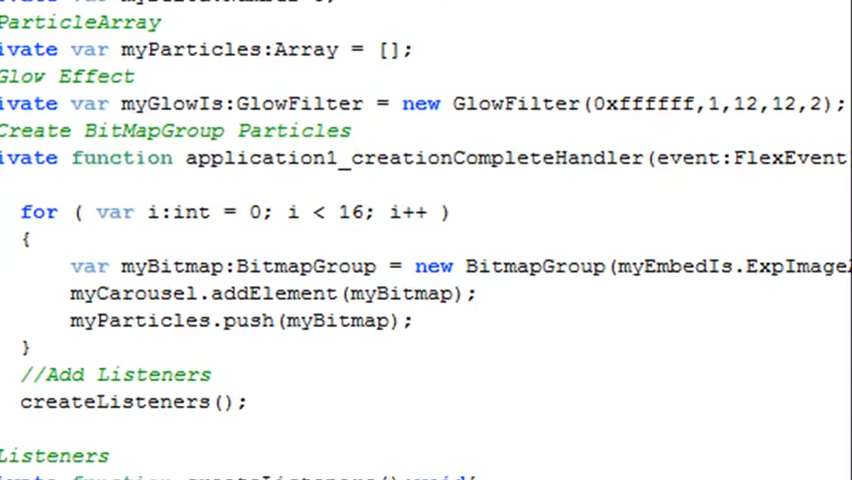 ParticleArray
ivate var myParticles:Array = [];
Glow Effect
ivate var myGlowIs:GlowFilter = new GlowFilter(0xffffff,1,12,12,2);
Create BitMapGroup Particles
ivate function application1_creationCompleteHandler(event:FlexEvent
for ( var i:int = 0; i < 16; i++ )
{
var myBitmap:BitmapGroup = new BitmapGroup(myEmbedIs.ExpImageA
myCarousel.addElement(myBitmap);
myParticles.push(myBitmap);
}
//Add Listeners
createListeners();
Listeners